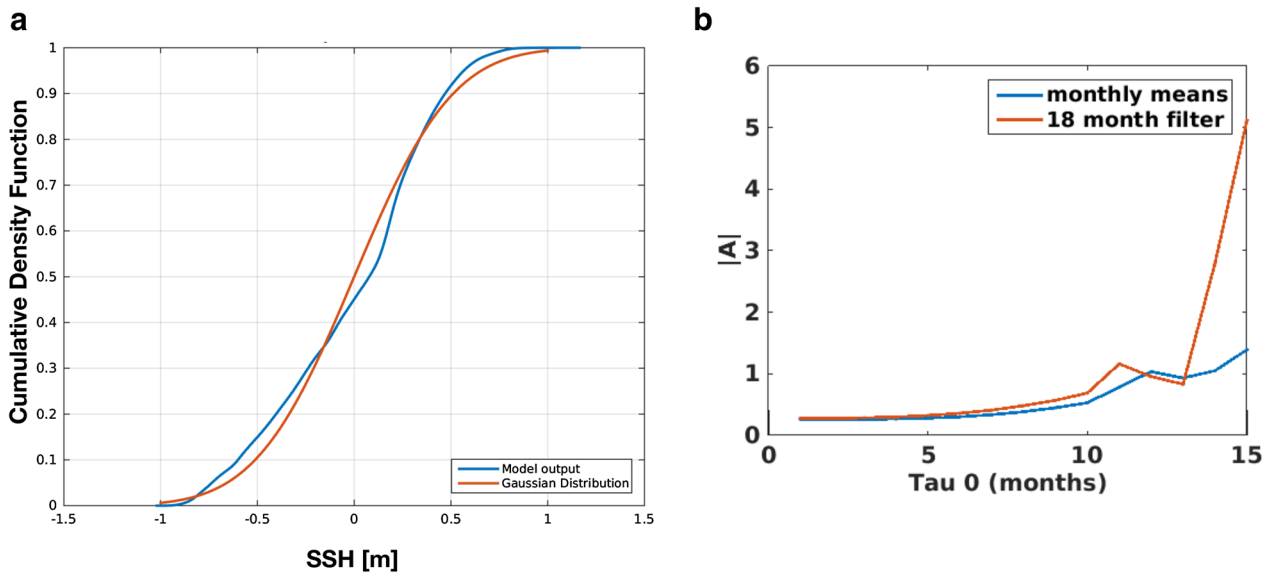 a
Cumulative Density Function
1
0.9
0.8
0.7
0.6
0.5
0.4
0.3
0.2
0.1
0
-1.5
-1
-0.5
0
0.5
1
1.5
Model output
Gaussian Distribution
SSH [m]
b
|A|
6
5
4
3
2
1
0
0
5
10
15
monthly means
18 month filter
Tau 0 (months)